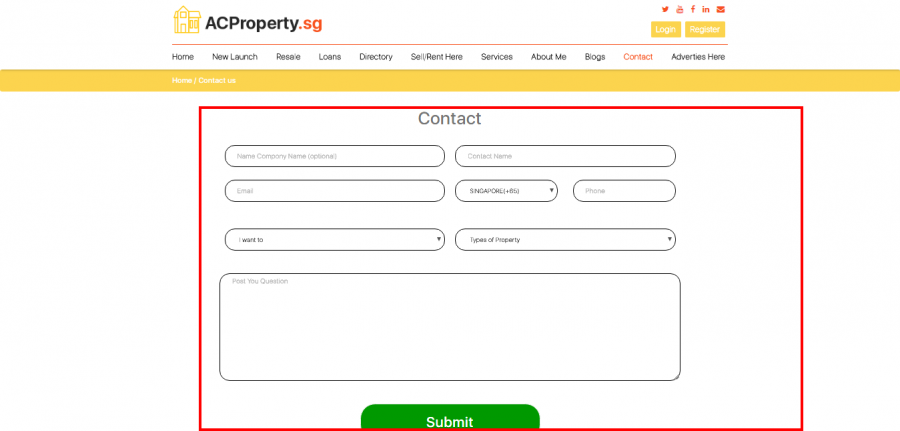 ACProperty.sg
Login Register
Home New Launch Resale Loans Directory Sell/Rent Here Services About Me Blogs Contact Adverties Here
Home / Contact us
Contact
Name Company Name (optional) Contact Name
Email SINGAPORE(+65) Phone
I want to Types of Property
Post You Question
Submit